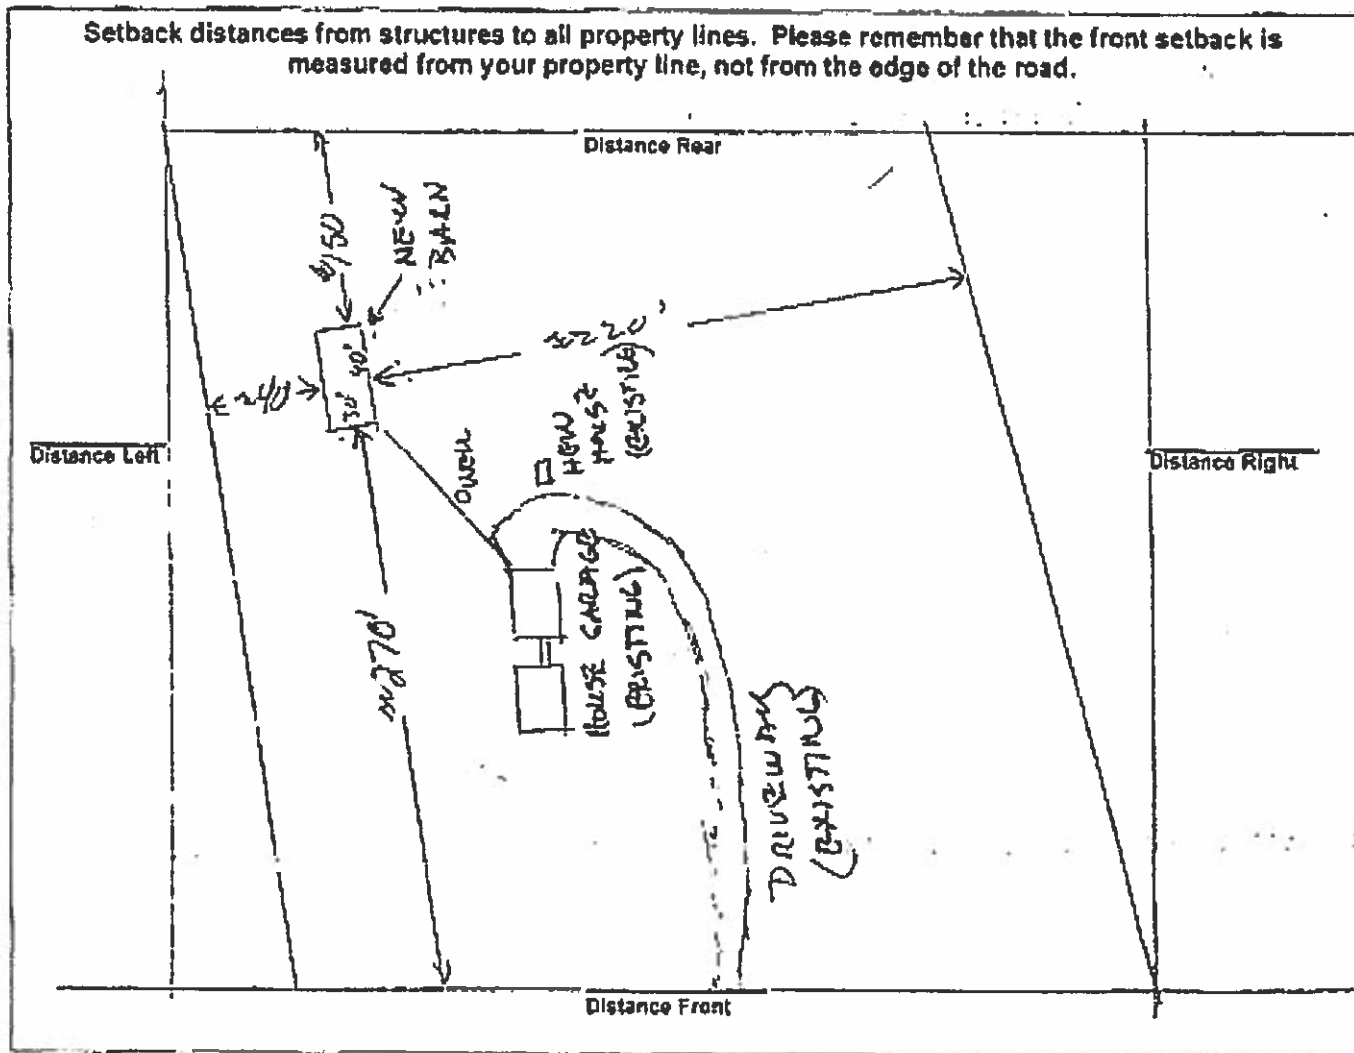 Setback distances from structures to all property lines. Please remember that the front setback is
measured from your property line, not from the edge of the road.
Distance Rear
150
NEW
BARN
≈220'
≈40
40'
30'
Distance Left
Distance Right
WELL
HEN
HOUSE
(EXISTING)
≈270'
HOUSE GARAGE
(EXISTING)
DRIVEWAY
(EXISTING)
Distance Front